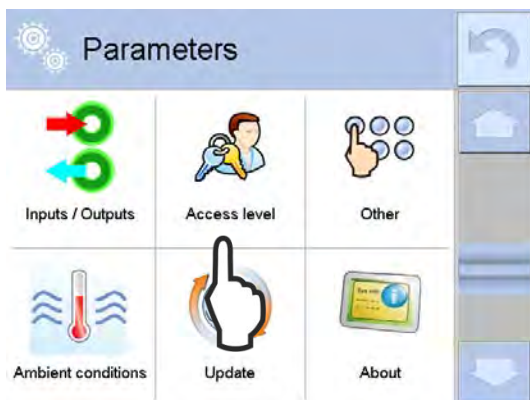 Parameters
Inputs / Outputs
Access level
Other
Ambient conditions
Update
About